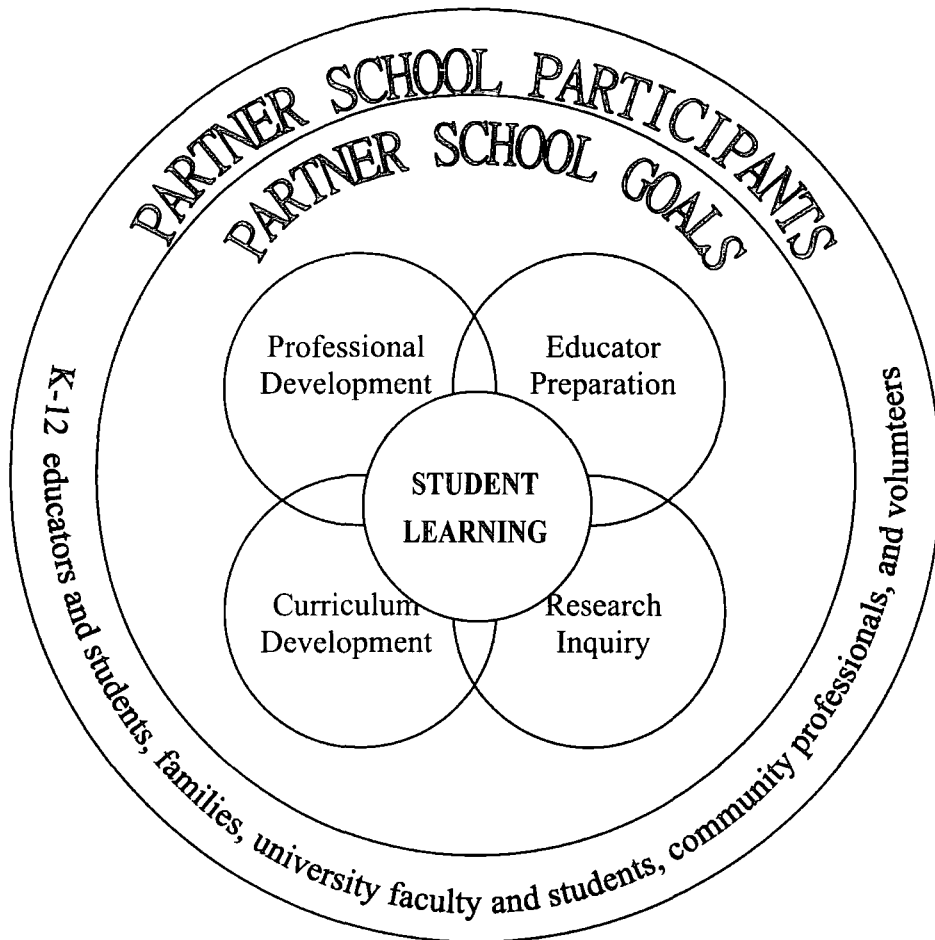 PARTNER SCHOOL PARTICIPANTS
PARTNER SCHOOL GOALS
Professional
Development
Educator
Preparation
STUDENT
LEARNING
Curriculum
Development
Research
Inquiry
K-12 educators and students, families, university faculty and students, community professionals, and volumteers